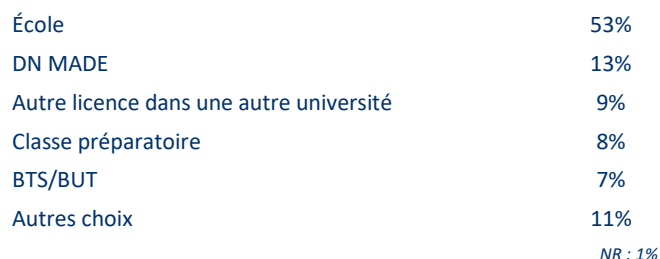 École 53%
DN MADE 13%
Autre licence dans une autre université 9%
Classe préparatoire 8%
BTS/BUT 7%
Autres choix 11%
NR : 1%